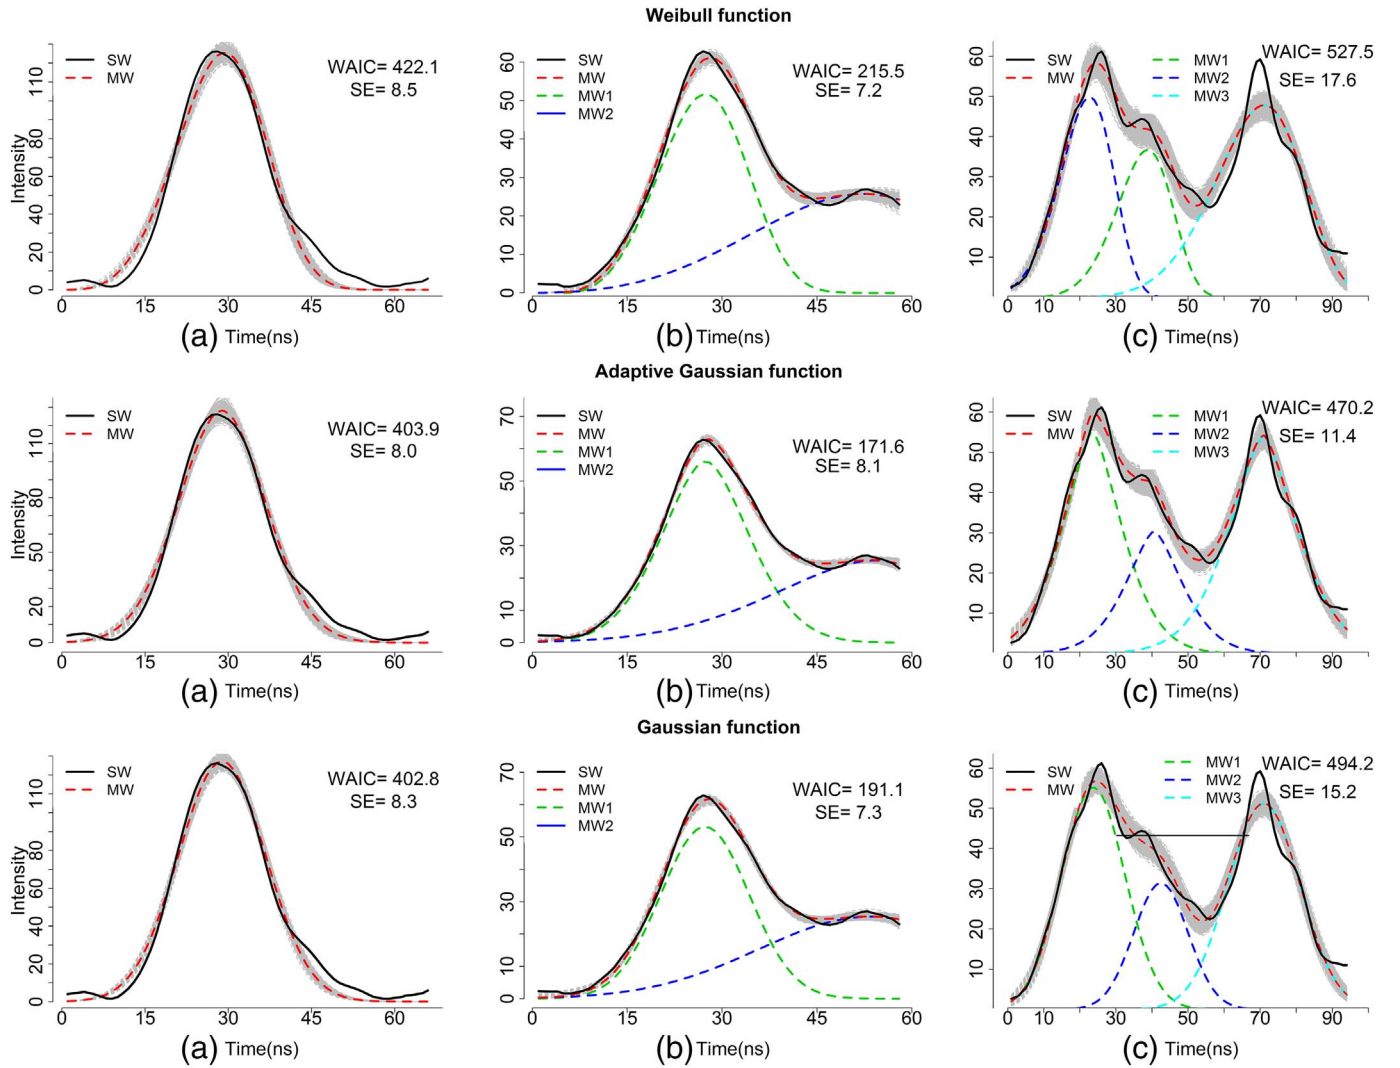 Weibull function
SW
MW
WAIC= 422.1
SE= 8.5
Intensity
0 20 40 60 80 110
0 15 30 45 60
(a) Time(ns)
SW
MW
MW1
MW2
WAIC= 215.5
SE= 7.2
0 10 20 30 40 50 60
0 15 30 45 58
(b) Time(ns)
SW
MW
MW1
MW2
MW3
WAIC= 527.5
SE= 17.6
10 20 30 40 50 60
0 10 30 50 70 90
(c) Time(ns)
Adaptive Gaussian function
SW
MW
WAIC= 403.9
SE= 8.0
Intensity
0 20 50 80 110
0 15 30 45 60
(a) Time(ns)
SW
MW
MW1
MW2
WAIC= 171.6
SE= 8.1
0 10 30 50 70
0 15 30 45 60
(b) Time(ns)
SW
MW
MW1
MW2
MW3
WAIC= 470.2
SE= 11.4
10 20 30 40 50 60
0 10 30 50 70 90
(c) Time(ns)
Gaussian function
SW
MW
WAIC= 402.8
SE= 8.3
Intensity
0 20 40 60 80 110
0 15 30 45 60
(a) Time(ns)
SW
MW
MW1
MW2
WAIC= 191.1
SE= 7.3
0 10 30 50 70
0 15 30 45 60
(b) Time(ns)
SW
MW
MW1
MW2
MW3
WAIC= 494.2
SE= 15.2
10 20 30 40 50 60
0 10 30 50 70 90
(c) Time(ns)